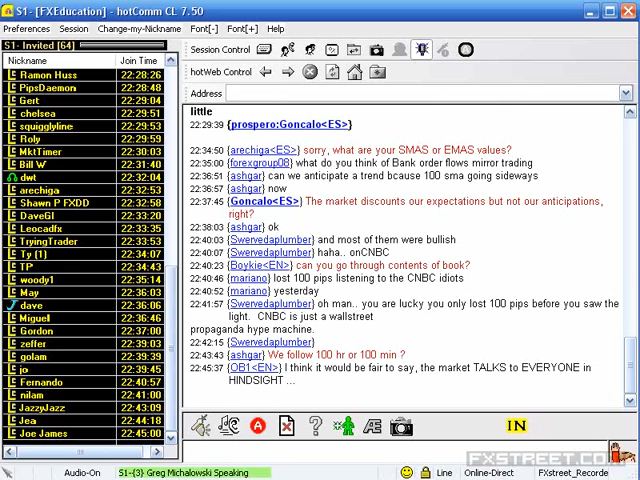 S1- [FXEducation] - hotComm CL 7.50
Preferences Session Change-my-Nickname Font[-] Font[+] Help
S1- Invited [64]
Session Control
Nickname Join Time
hotWeb Control
Address
Ramon Huss 22:28:26
PipsDaemon 22:28:48
Gert 22:29:04
chelsea 22:29:51
squigglyline 22:29:53
Roly 22:29:59
MktTimer 22:30:03
Bill W 22:31:40
dwt 22:32:04
arechiga 22:32:53
Shawn P FXDD 22:32:58
DaveGI 22:33:20
Leocadfx 22:33:35
TryingTrader 22:33:53
Ty (1) 22:34:07
TP 22:34:43
woody1 22:35:14
May 22:36:03
dave 22:36:06
Miguel 22:36:46
Gordon 22:37:00
zeffer 22:39:03
golam 22:39:39
jo 22:39:45
Fernando 22:40:57
nilam 22:41:00
JazzyJazz 22:43:09
Jea 22:44:18
Joe James 22:45:00
little
22:29:39 {prospero:Goncalo<ES>}
22:34:50 {arechiga<ES>} sorry, what are your SMAS or EMAS values?
22:35:00 {forexgroup08} what do you think of Bank order flows mirror trading
22:36:51 {ashgar} can we anticipate a trend bcause 100 sma going sideways
22:36:57 {ashgar} now
22:37:45 {Goncalo<ES>} The market discounts our expectations but not our anticipations,
right?
22:38:03 {ashgar} ok
22:40:03 {Swervedaplumber} and most of them were bullish
22:40:07 {Swervedaplumber} haha.. onCNBC
22:40:23 {Boykie<EN>} can you go through contents of book?
22:40:46 {mariano} lost 100 pips listening to the CNBC idiots
22:40:52 {mariano} yesterday
22:41:57 {Swervedaplumber} oh man.. you are lucky you only lost 100 pips before you saw the
light. CNBC is just a wallstreet
propaganda hype machine.
22:42:15 {Swervedaplumber}
22:43:43 {ashgar} We follow 100 hr or 100 min ?
22:45:37 {OB1<EN>} I think it would be fair to say, the market TALKS to EVERYONE in
HINDSIGHT ...
IN
FXSTREET.COM
Audio-On S1-{3} Greg Michalowski Speaking Line Online-Direct FXstreet_Recorde